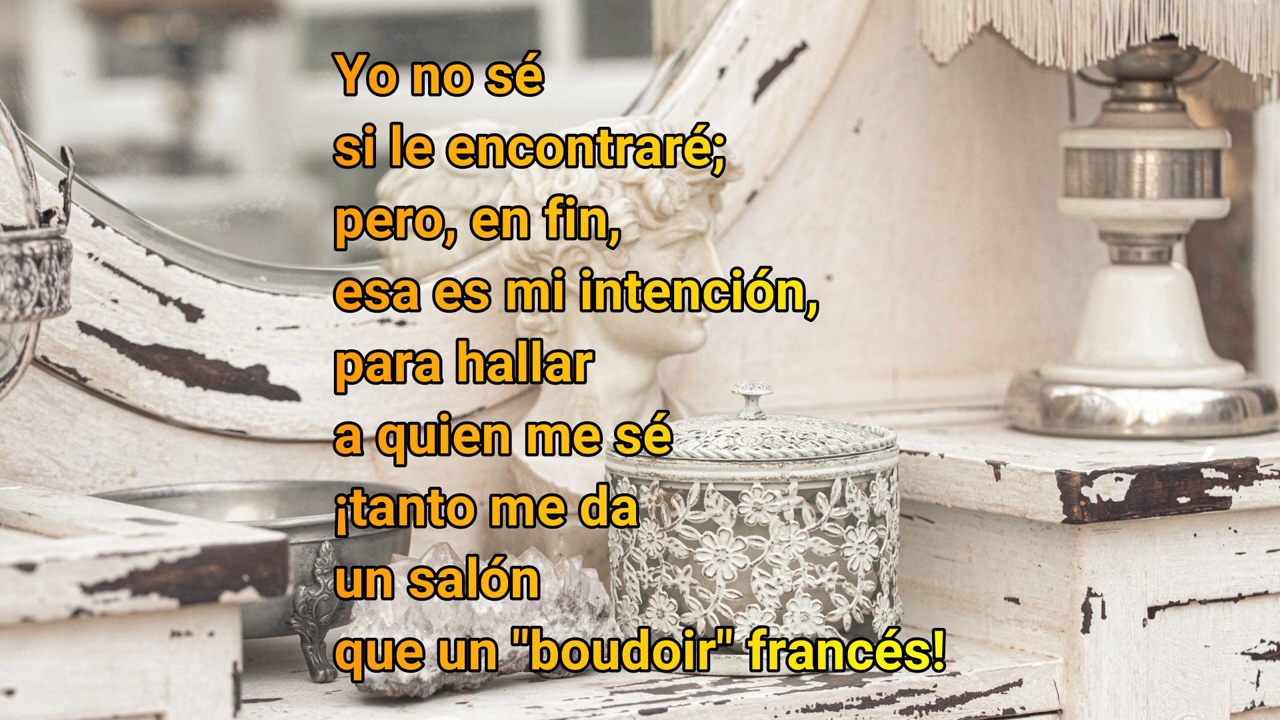 Yo no sé
si le encontraré;
pero, en fin,
esa es mi intención,
para hallar
a quien me sé
¡tanto me da
un salón
que un "boudoir" francés!